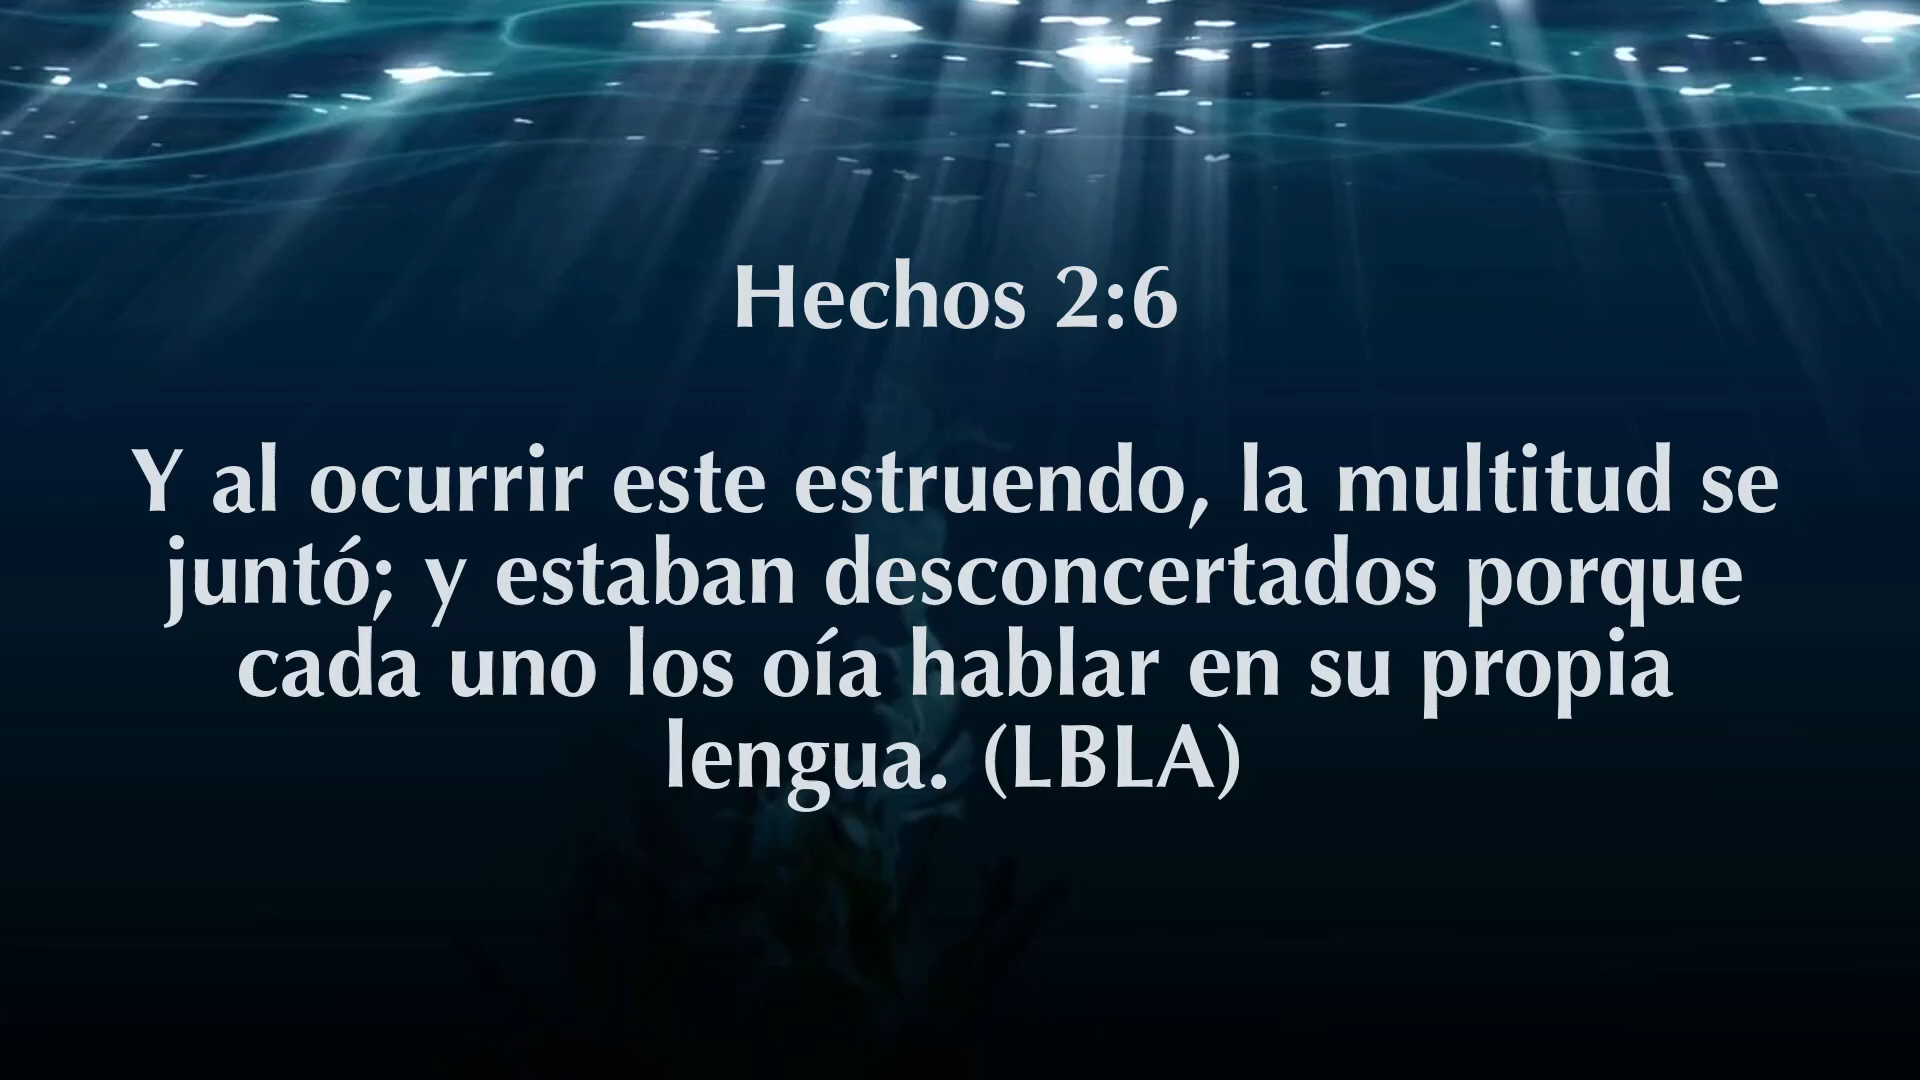 Hechos 2:6
Y al ocurrir este estruendo, la multitud se
juntó; y estaban desconcertados porque
cada uno los oía hablar en su propia
lengua. (LBLA)